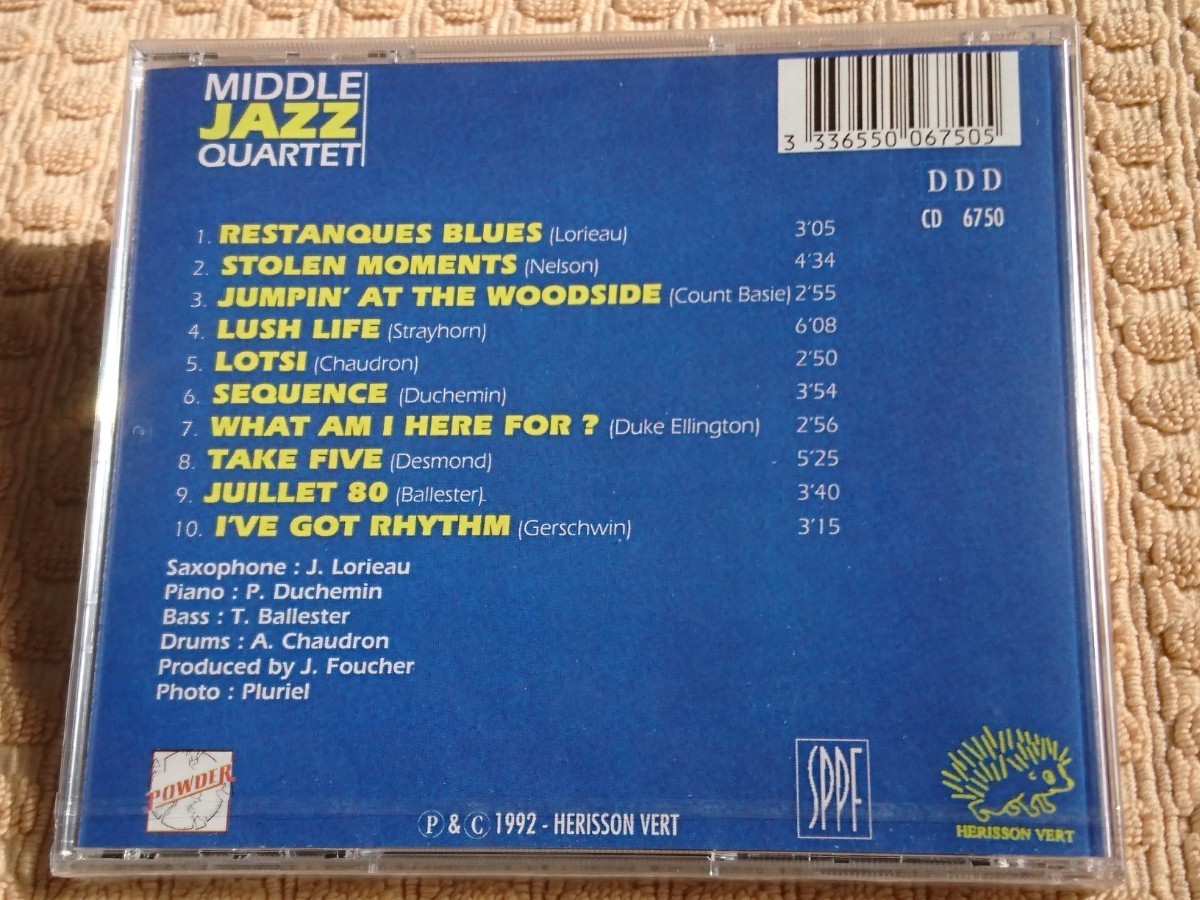 MIDDLE
JAZZ
QUARTET
3 336550 067505
DDD
CD 6750
1. RESTANQUES BLUES (Lorieau) 3'05
2. STOLEN MOMENTS (Nelson) 4'34
3. JUMPIN' AT THE WOODSIDE (Count Basie) 2'55
4. LUSH LIFE (Strayhorn) 6'08
5. LOTSI (Chaudron) 2'50
6. SEQUENCE (Duchemin) 3'54
7. WHAT AM I HERE FOR ? (Duke Ellington) 2'56
8. TAKE FIVE (Desmond) 5'25
9. JUILLET 80 (Ballester) 3'40
10. I'VE GOT RHYTHM (Gerschwin) 3'15
Saxophone : J. Lorieau
Piano : P. Duchemin
Bass : T. Ballester
Drums : A. Chaudron
Produced by J. Foucher
Photo : Pluriel
POWDER
Ⓟ & © 1992 - HERISSON VERT
SPPF
HERISSON VERT